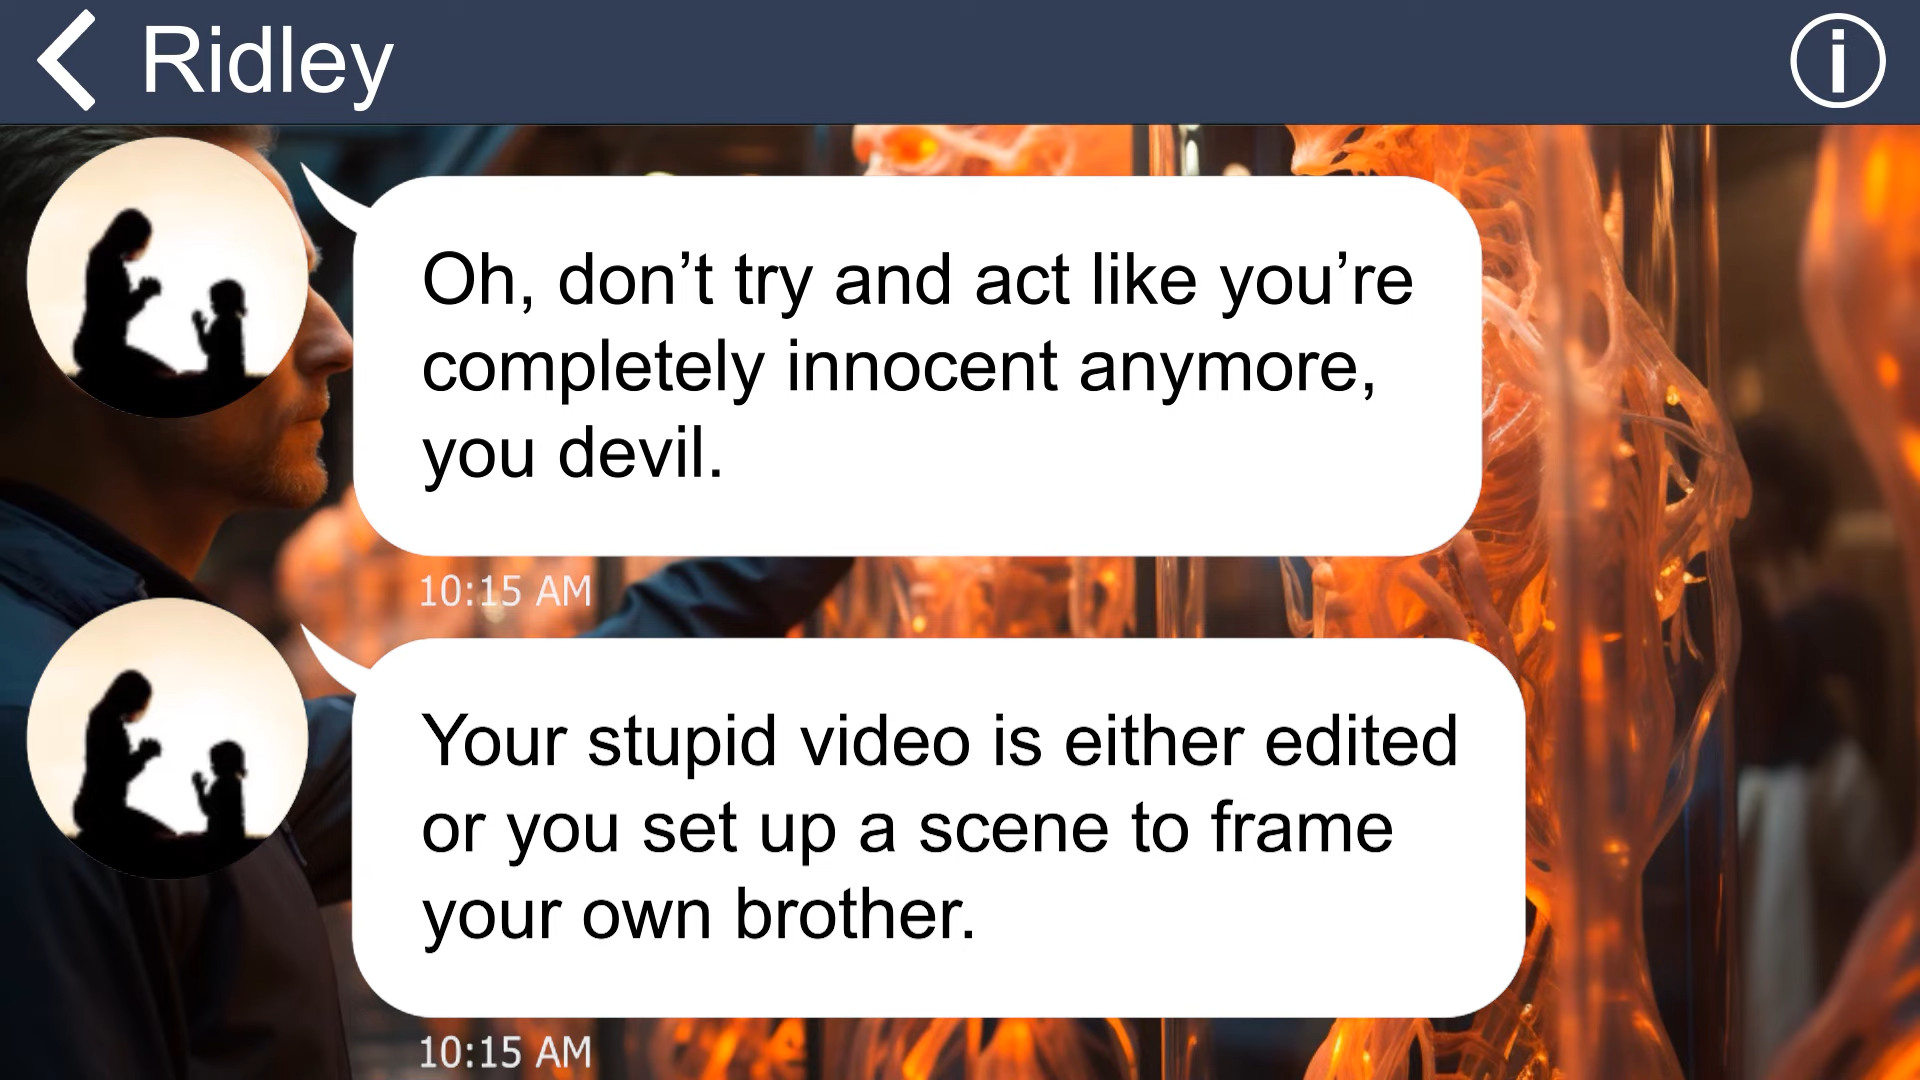 Ridley
Oh, don’t try and act like you’re
completely innocent anymore,
you devil.
10:15 AM
Your stupid video is either edited
or you set up a scene to frame
your own brother.
10:15 AM